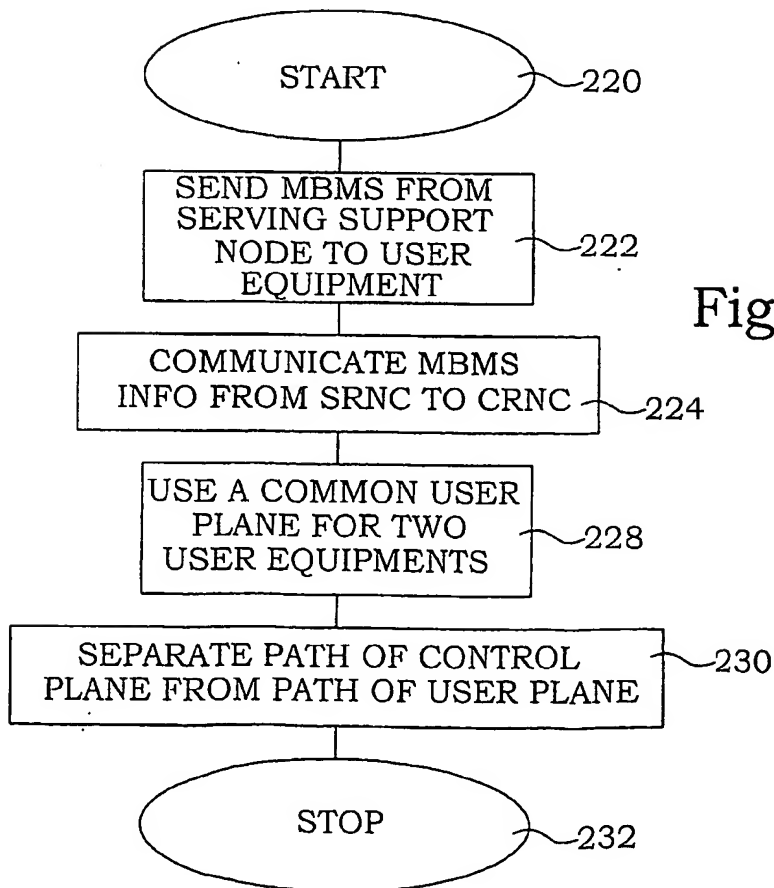 START
220
SEND MBMS FROM
SERVING SUPPORT
NODE TO USER
EQUIPMENT
222
Fig
COMMUNICATE MBMS
INFO FROM SRNC TO CRNC
224
USE A COMMON USER
PLANE FOR TWO
USER EQUIPMENTS
228
SEPARATE PATH OF CONTROL
PLANE FROM PATH OF USER PLANE
230
STOP
232